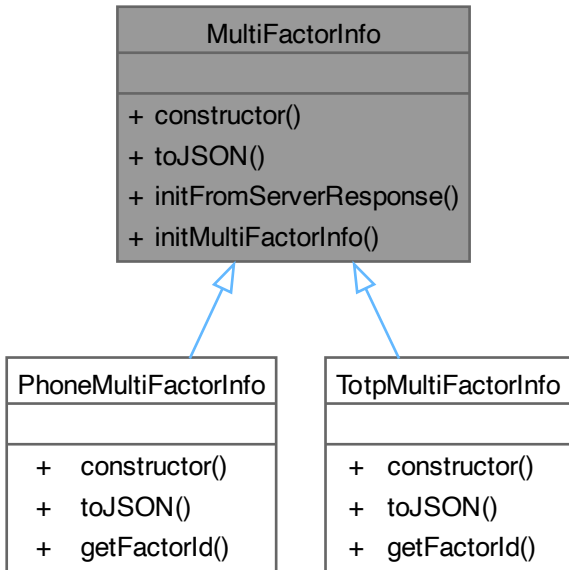 MultiFactorInfo
+ constructor()
+ toJSON()
+ initFromServerResponse()
+ initMultiFactorInfo()
PhoneMultiFactorInfo
+ constructor()
+ toJSON()
+ getFactorId()
TotpMultiFactorInfo
+ constructor()
+ toJSON()
+ getFactorId()